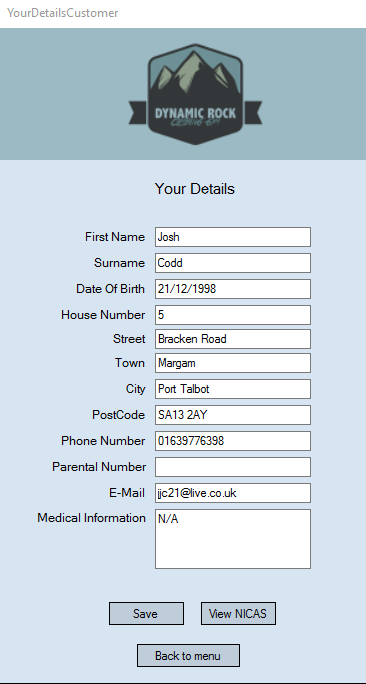 YourDetailsCustomer
DYNAMIC ROCK
Your Details
First Name Josh
Surname Codd
Date Of Birth 21/12/1998
House Number 5
Street Bracken Road
Town Margam
City Port Talbot
PostCode SA13 2AY
Phone Number 01639776398
Parental Number
E-Mail jjc21@live.co.uk
Medical Information N/A
Save View NICAS
Back to menu